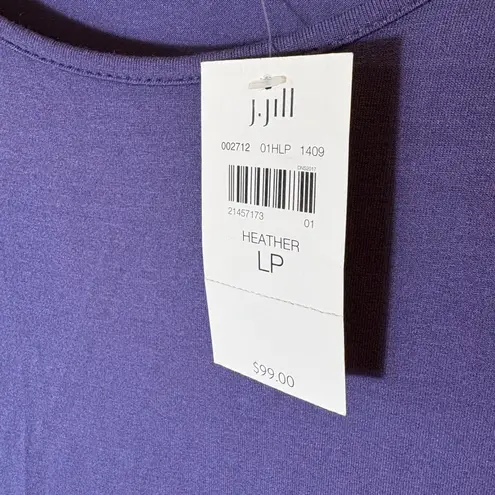 j.jill
002712 01HLP 1409
21457173 01
HEATHER
LP
$99.00